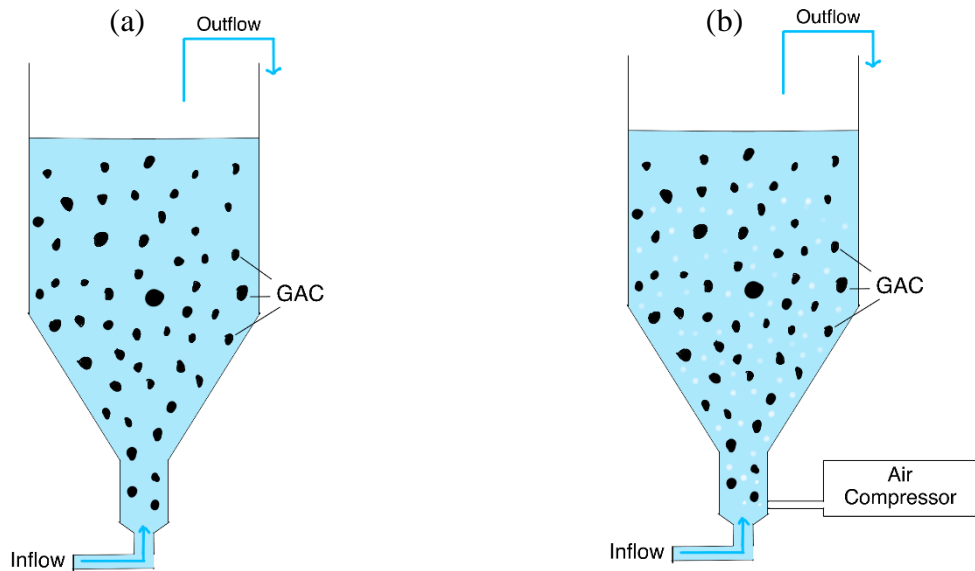 (a)
Outflow
GAC
Inflow
(b)
Outflow
GAC
Air
Compressor
Inflow